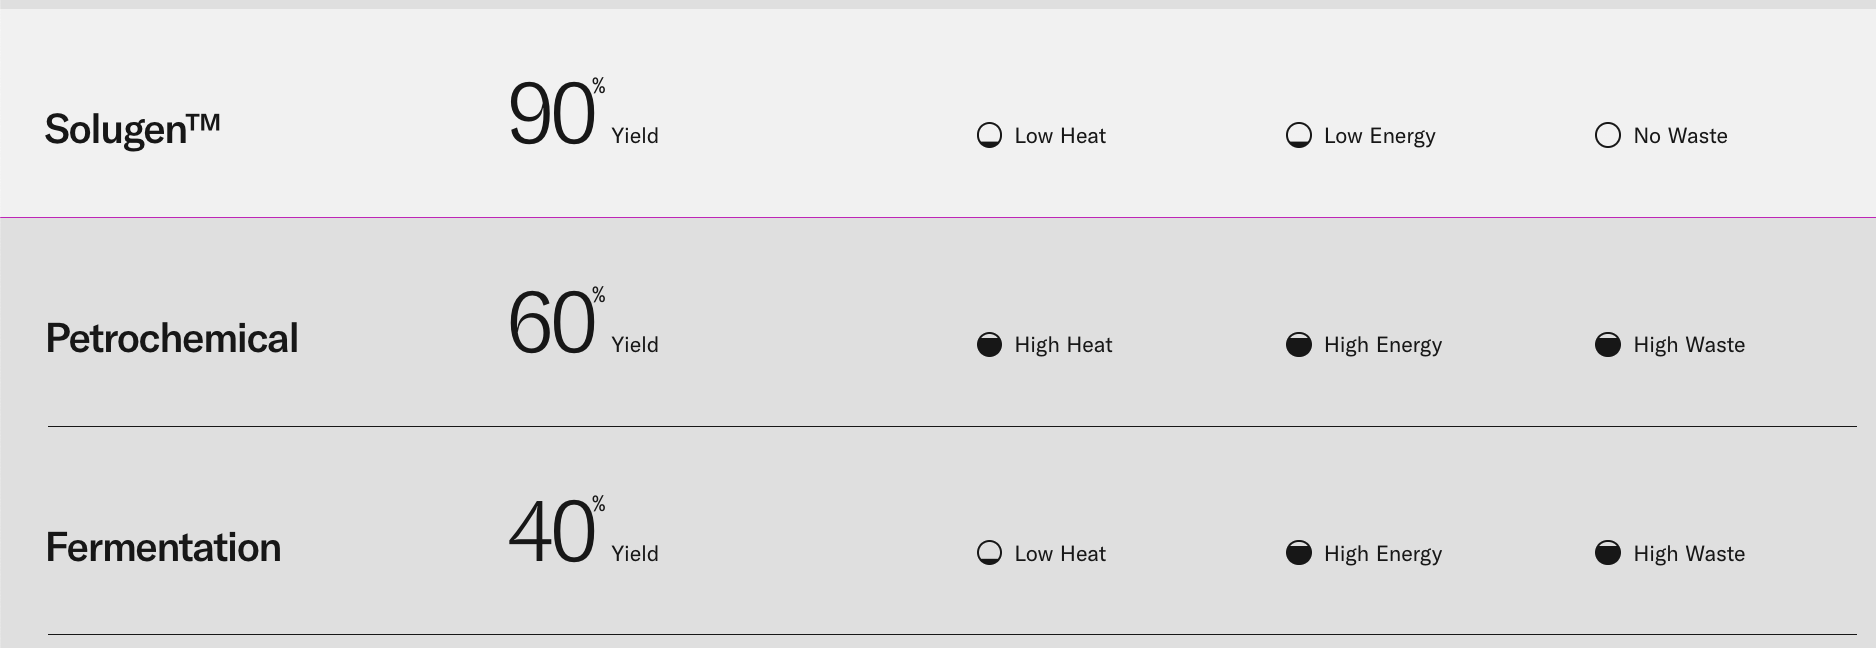 Solugen™ 90% Yield Low Heat Low Energy No Waste
Petrochemical 60% Yield High Heat High Energy High Waste
Fermentation 40% Yield Low Heat High Energy High Waste